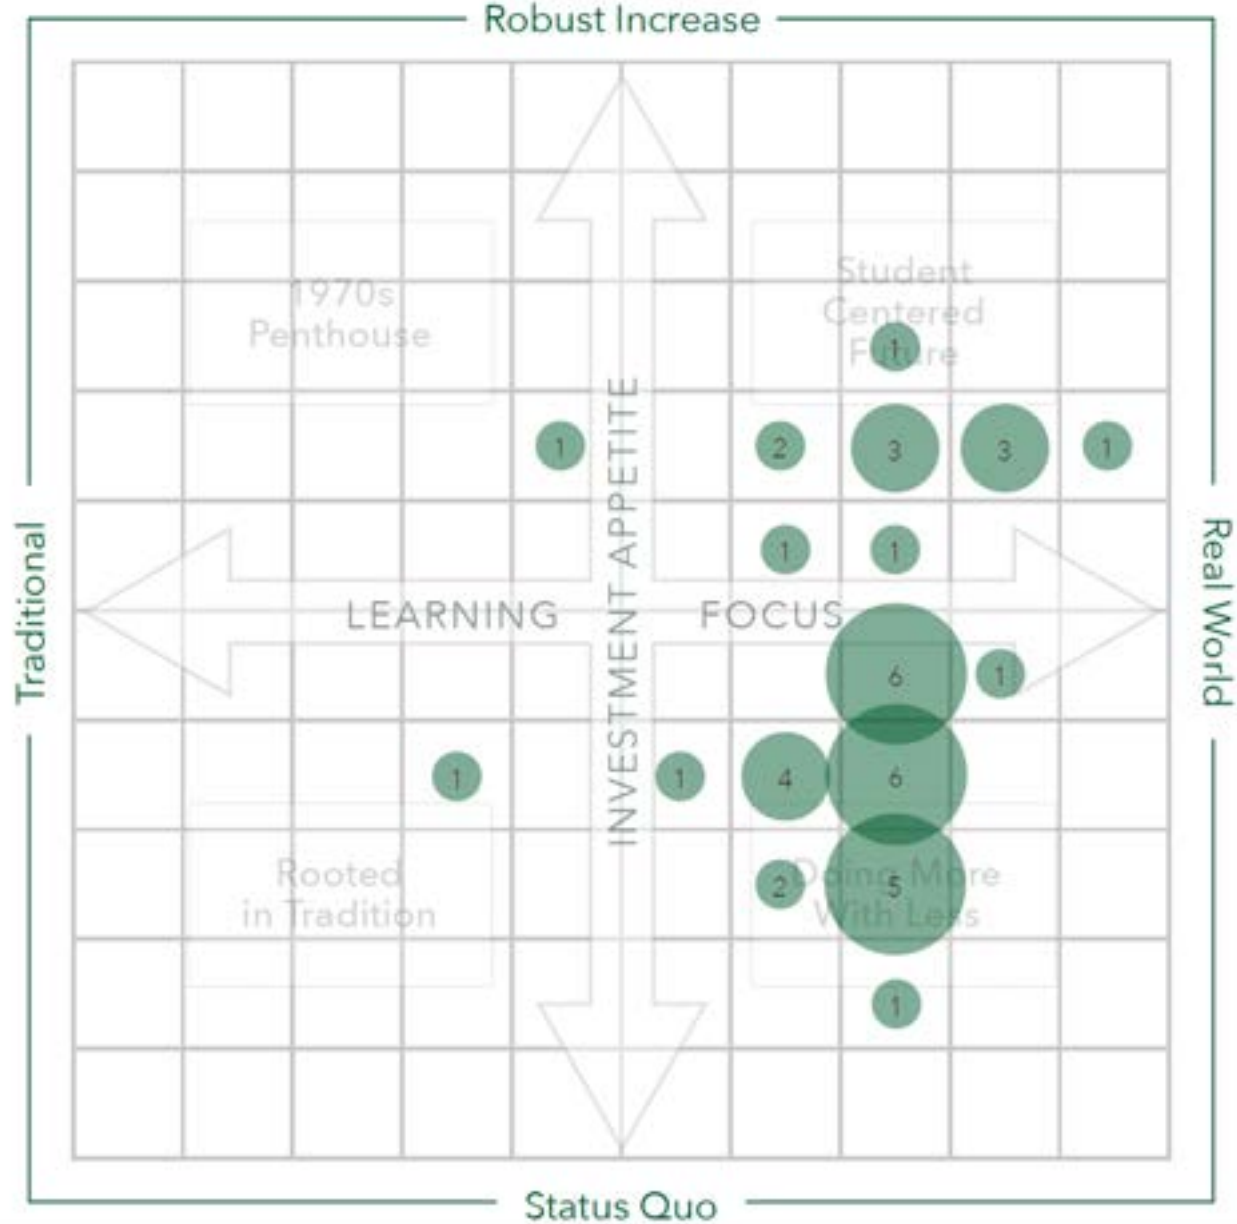 Robust Increase
1970s
Penthouse
Student
Centered
Future
1
1
2
3
3
1
1
1
Traditional
LEARNING
FOCUS
INVESTMENT APPETITE
Real World
6
1
1
1
4
6
Rooted
in Tradition
2
5
Doing More
With Less
1
Status Quo